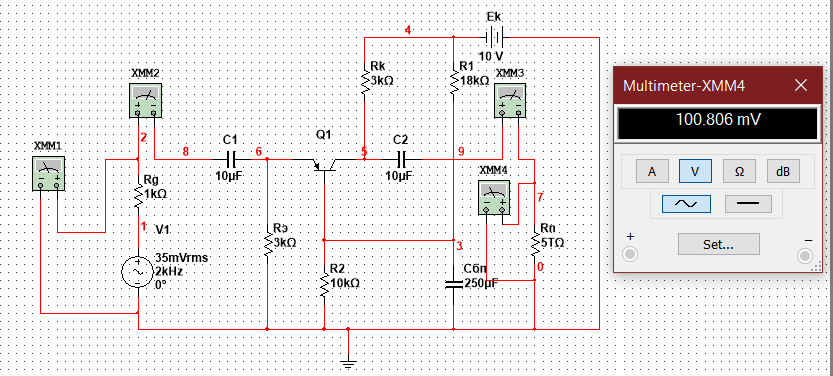 Ek
10 V
4
Rk
3kΩ
R1
18kΩ
XMM3
XMM2
XMM1
2
8
C1
10µF
6
Q1
5
C2
10µF
9
XMM4
7
Rg
1kΩ
1
V1
35mVrms
2kHz
0°
Rэ
3kΩ
R2
10kΩ
3
Cбл
250µF
Rn
5TΩ
0
Multimeter-XMM4
100.806 mV
A
V
Ω
dB
+
Set...
−